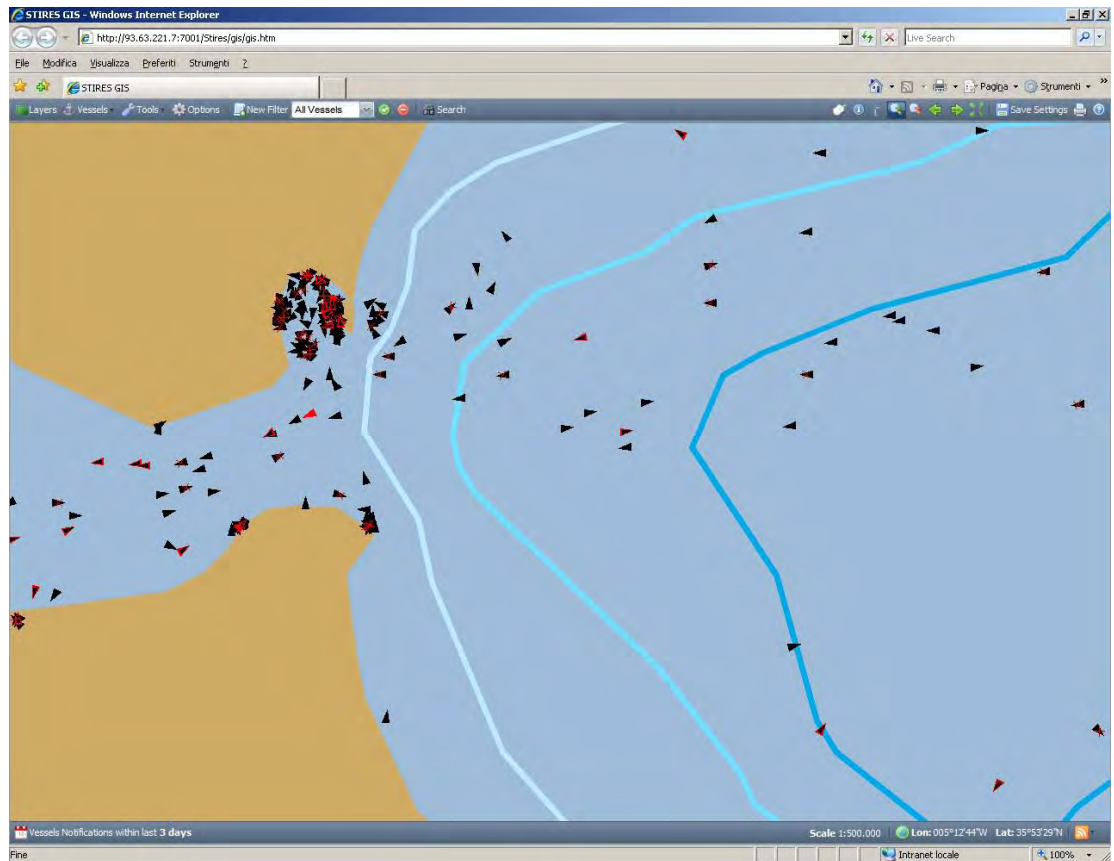 STIRES GIS - Windows Internet Explorer
http://93.63.221.7:7001/Stires/gis/gis.htm
Live Search
File Modifica Visualizza Preferiti Strumenti ?
STIRES GIS
Pagina Strumenti
Layers Vessels Tools Options New Filter All Vessels Search Save Settings
Vessels Notifications within last 3 days Scale 1:500.000 Lon: 005°12'44"W Lat: 35°53'29"N
Fine Intranet locale 100%